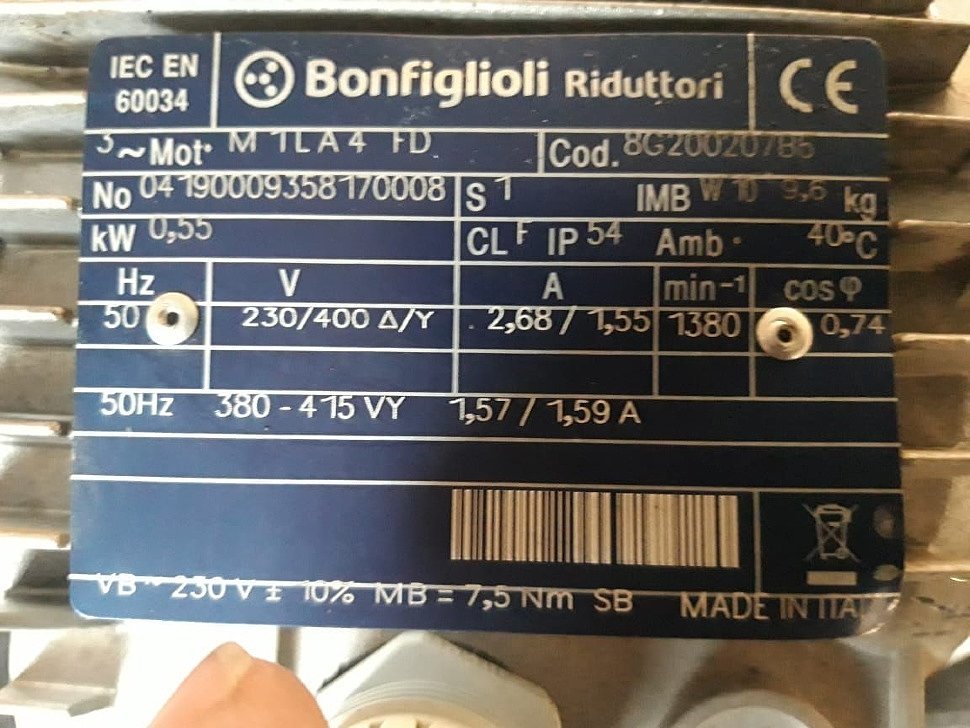 IEC EN
60034
Bonfiglioli Riduttori
CE
3 ~ Mot. M 1LA4 FD Cod. 8G200207B5
No 04190009358170008 S 1 IMB W 10 9,6 kg
kW 0,55 CL F IP 54 Amb. 40 °C
Hz V A min-1 cos φ
50 230/400 Δ/Y 2,68 / 1,55 1380 0,74
50Hz 380 - 415 VY 1,57 / 1,59 A
VB ~ 230 V ± 10% MB = 7,5 Nm SB MADE IN